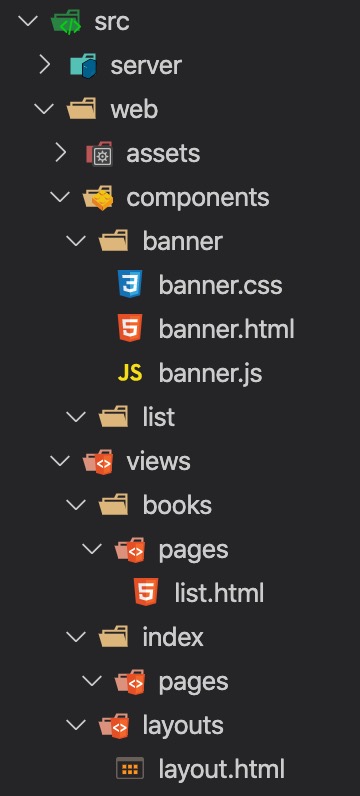 src
server
web
assets
components
banner
banner.css
banner.html
JS banner.js
list
views
books
pages
list.html
index
pages
layouts
layout.html